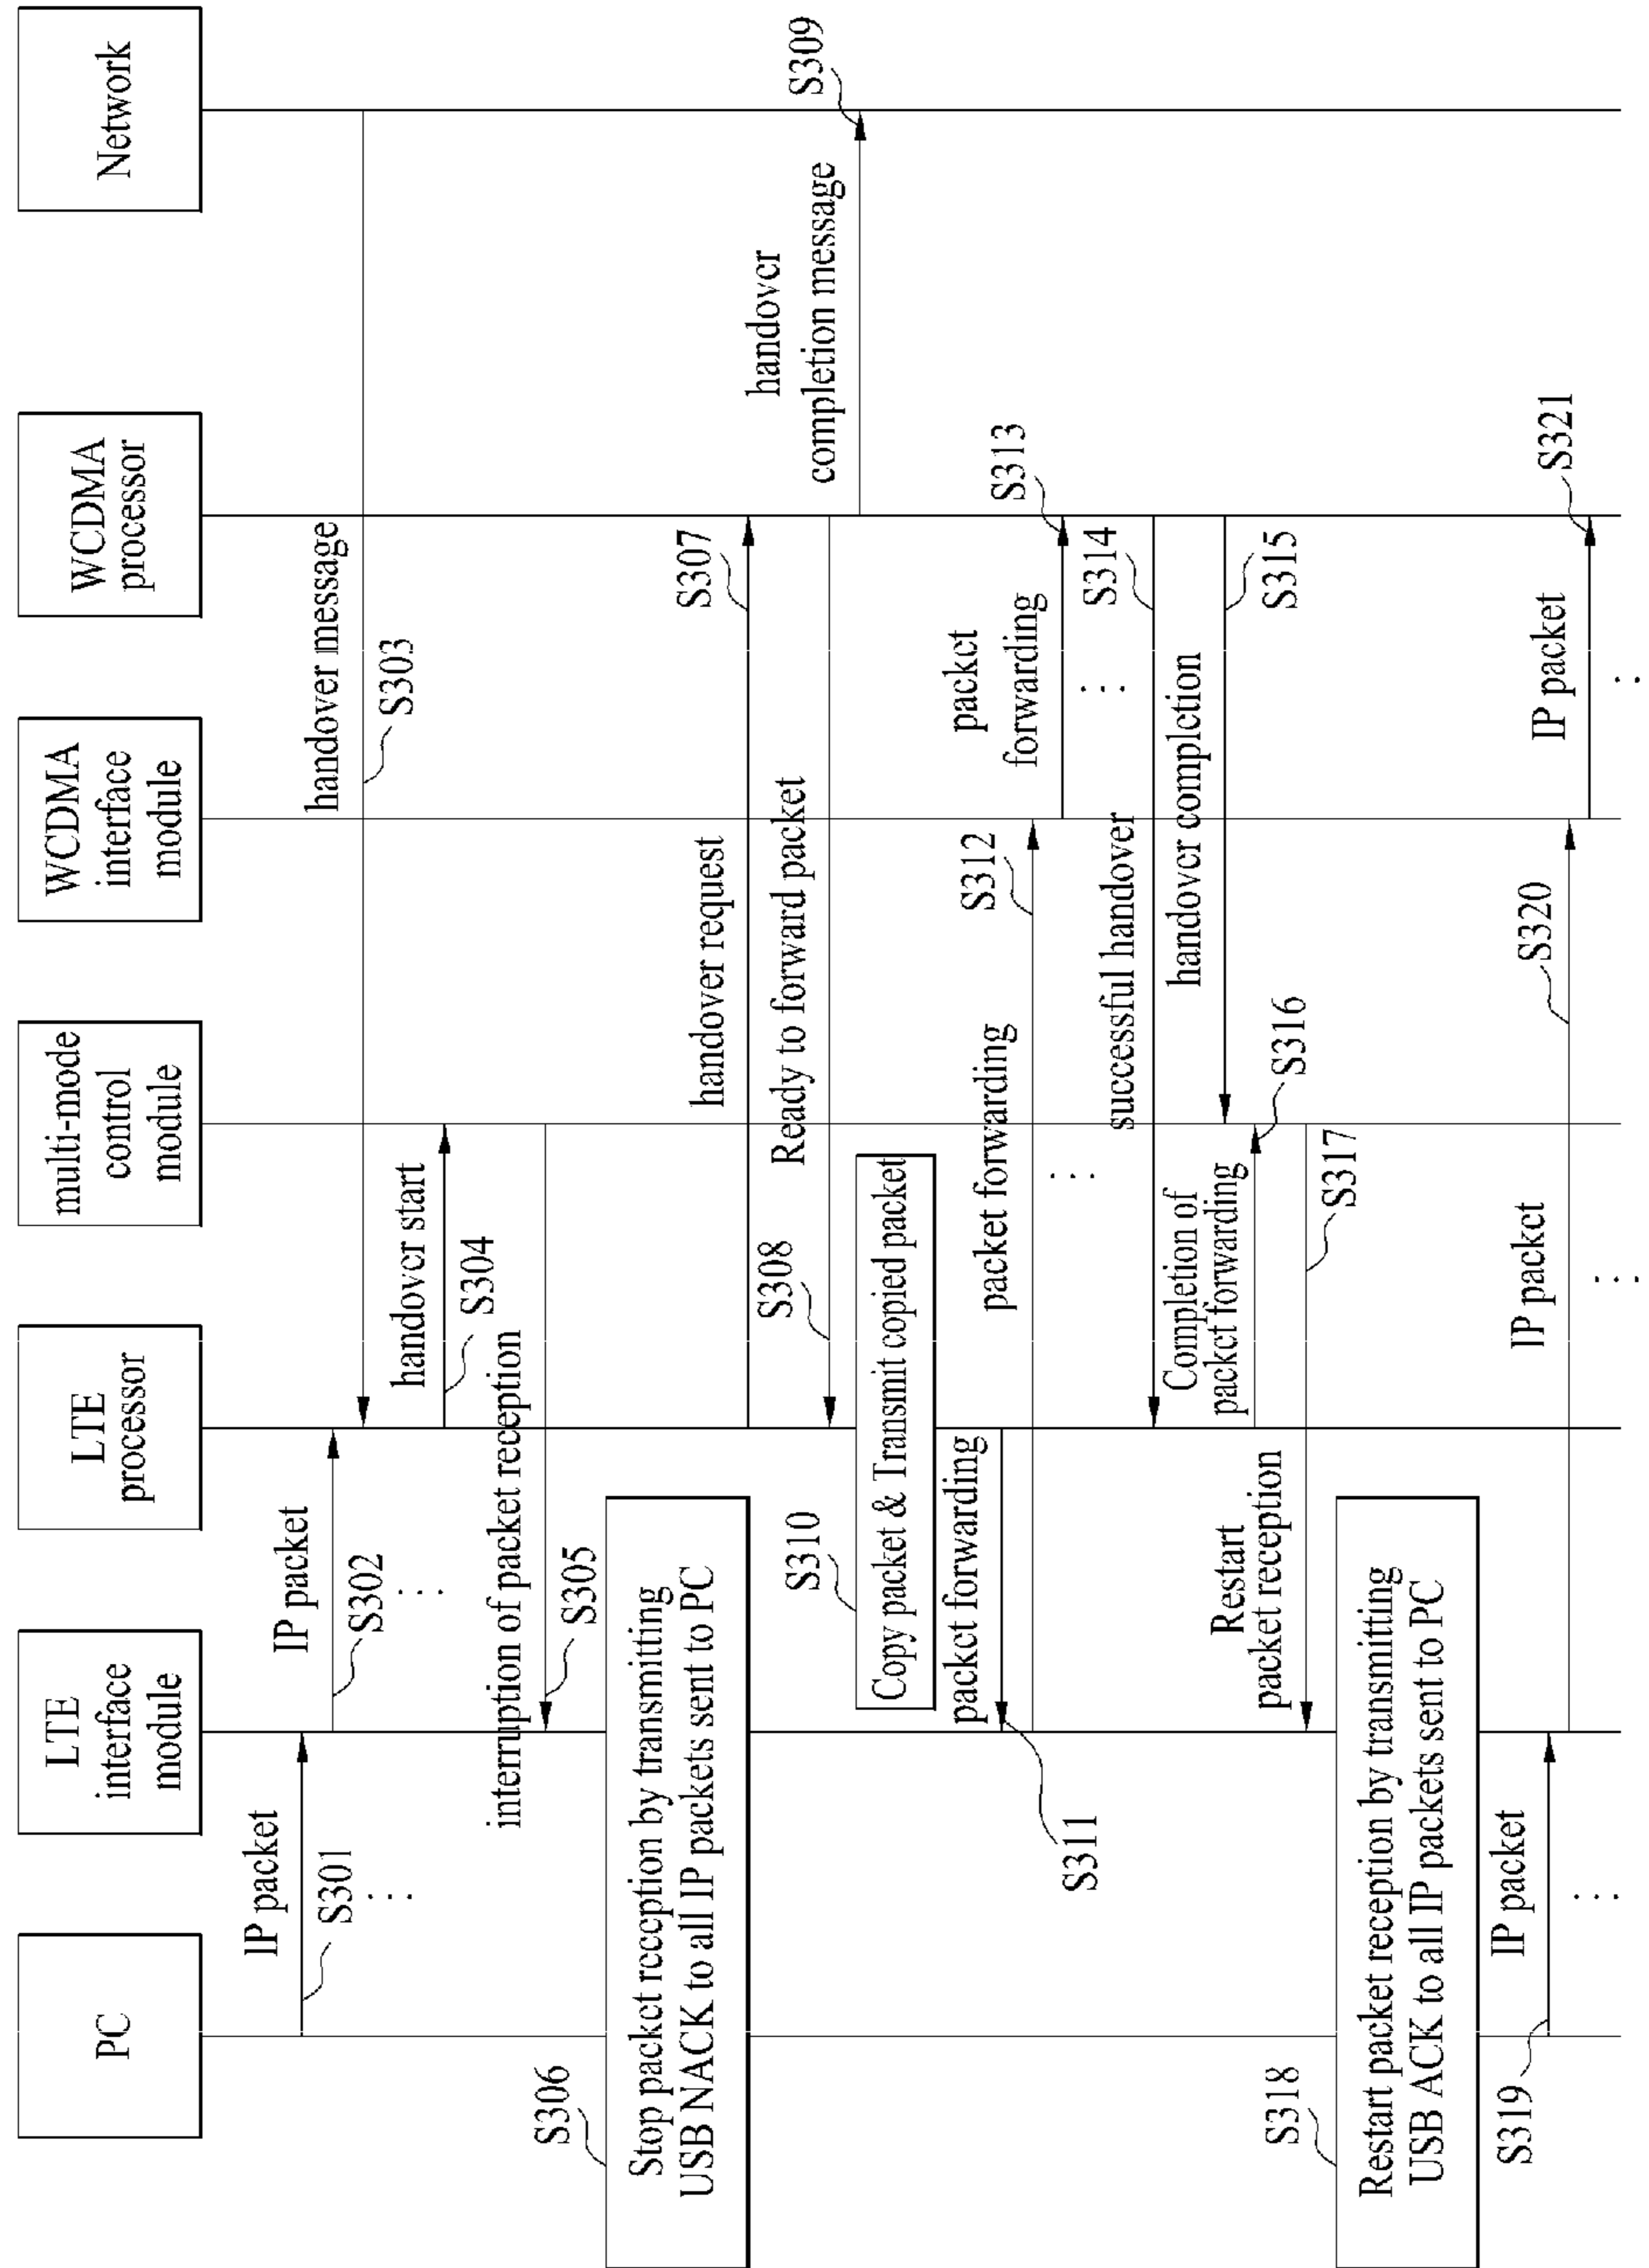 PC
LTE
interface
module
LTE
processor
multi-mode
control
module
WCDMA
interface
module
WCDMA
processor
Network
IP packet
S301
⋮
IP packet
S302
⋮
handover message
S303
handover start
S304
interruption of packet reception
S305
S306
Stop packet reception by transmitting
USB NACK to all IP packets sent to PC
handover request
S307
Ready to forward packet
S308
handover
completion message
S309
S310
Copy packet & Transmit copied packet
packet forwarding
S311
packet forwarding
S312
⋮
packet
forwarding
S313
⋮
successful handover
S314
handover completion
S315
Completion of
packet forwarding
S316
Restart
packet reception
S317
S318
Restart packet reception by transmitting
USB ACK to all IP packets sent to PC
IP packet
S319
⋮
IP packet
S320
⋮
IP packet
S321
⋮